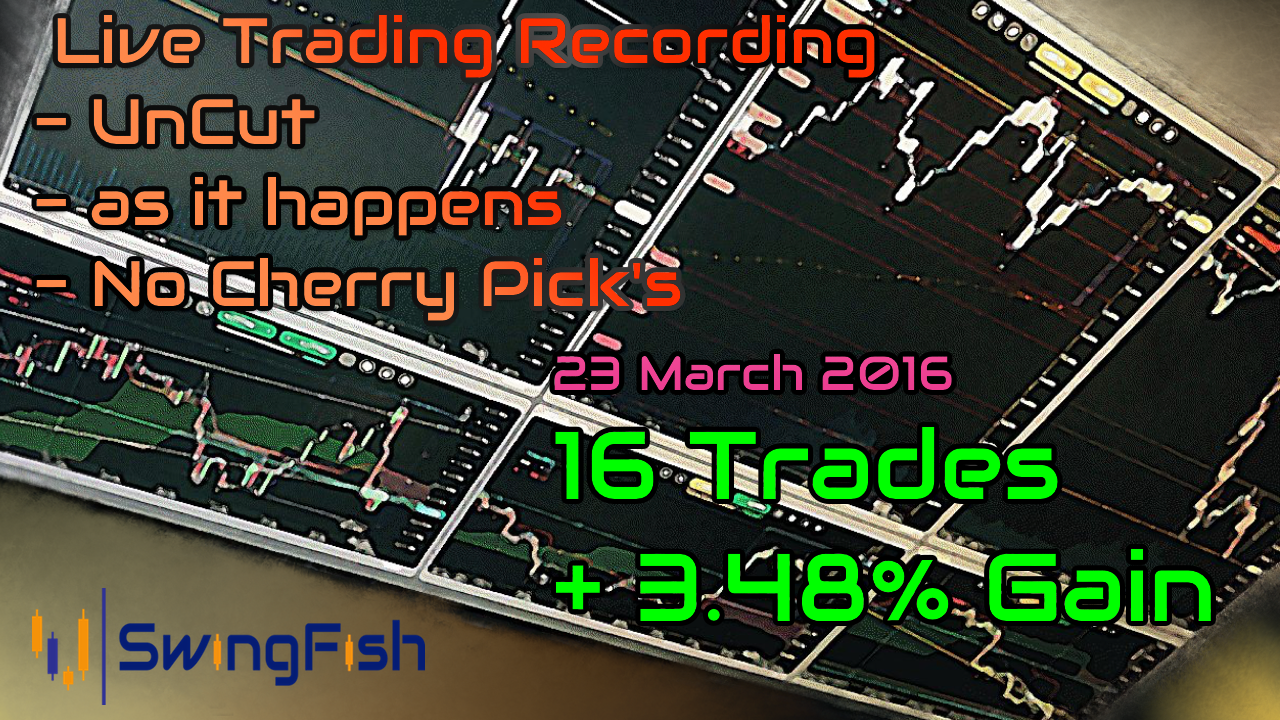 Live Trading Recording
- UnCut
- as it happens
- No Cherry Pick's
23 March 2016
16 Trades
+ 3.48% Gain
SwingFish